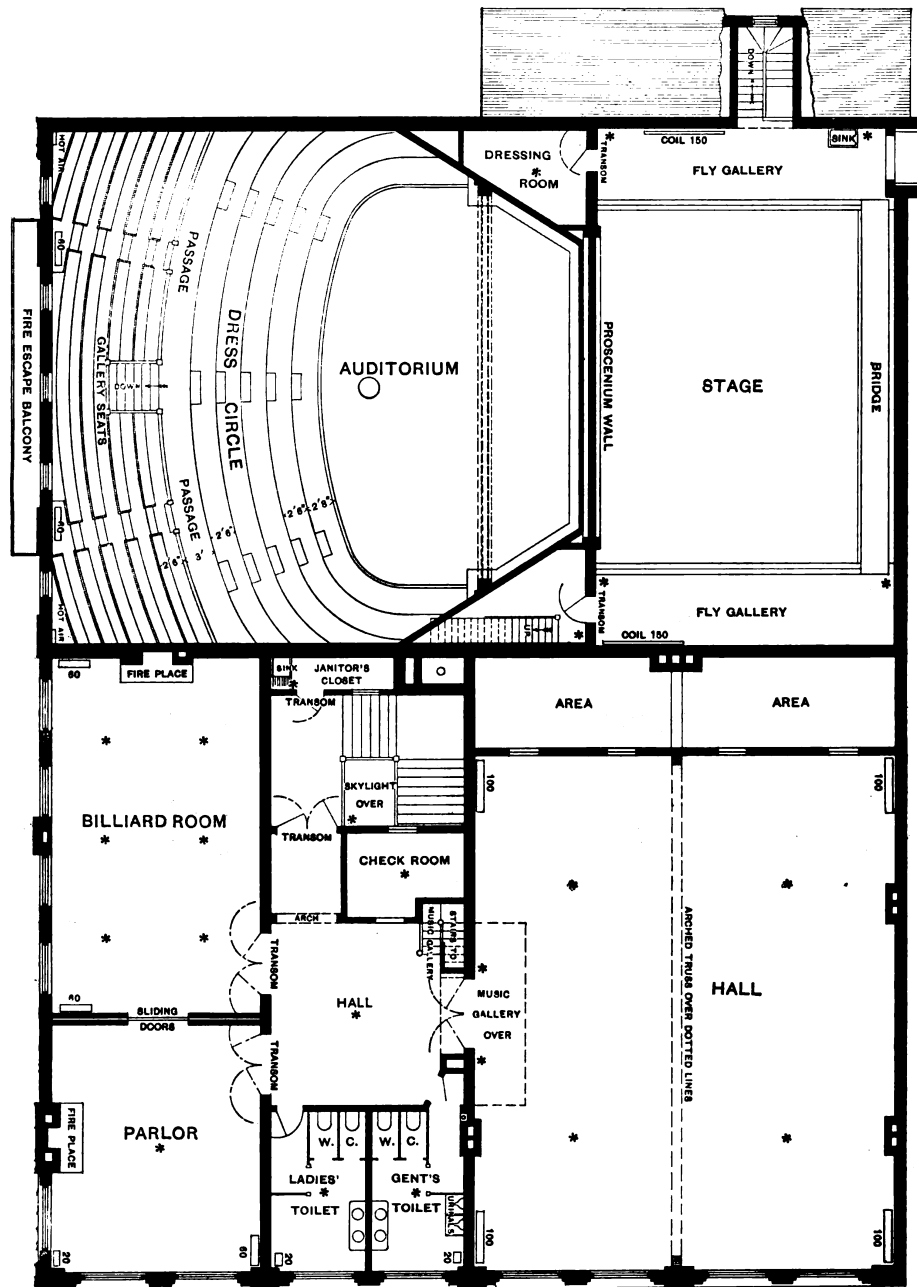 DOWN
HOT AIR
60
COIL 150
SINK
DRESSING
ROOM
TRANSOM
FLY GALLERY
PASSAGE
FIRE ESCAPE BALCONY
GALLERY SEATS
DOWN
DRESS CIRCLE
AUDITORIUM
PROSCENIUM WALL
STAGE
BRIDGE
PASSAGE
2'6"
2'8"
2'8"
2'6"
3'
60
HOT AIR
UP
TRANSOM
FLY GALLERY
COIL 150
60
FIRE PLACE
SINK
JANITOR'S
CLOSET
TRANSOM
AREA
AREA
SKYLIGHT
OVER
100
100
BILLIARD ROOM
TRANSOM
CHECK ROOM
ARCH
STAIRS TO
MUSIC GALLERY
TRANSOM
HALL
MUSIC
GALLERY
OVER
ARCHED TRUSS OVER DOTTED LINES
HALL
60
SLIDING
DOORS
TRANSOM
FIRE PLACE
PARLOR
W.
C.
W.
C.
LADIES'
TOILET
GENT'S
TOILET
URINALS
20
60
20
20
100
100